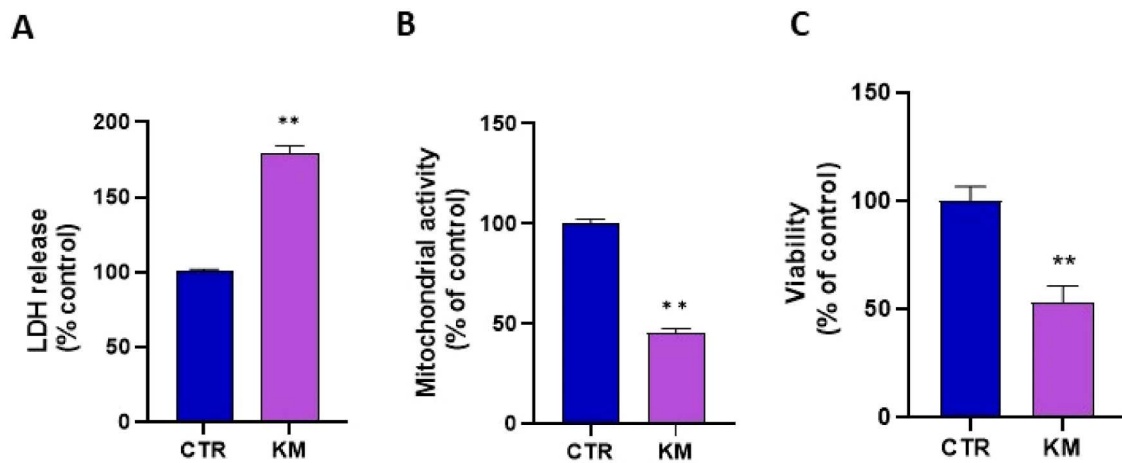 A
B
C
LDH release
(% control)
200
150
100
50
0
**
CTR
KM
Mitochondrial activity
(% of control)
150
100
50
0
**
CTR
KM
Viability
(% of control)
150
100
50
0
**
CTR
KM